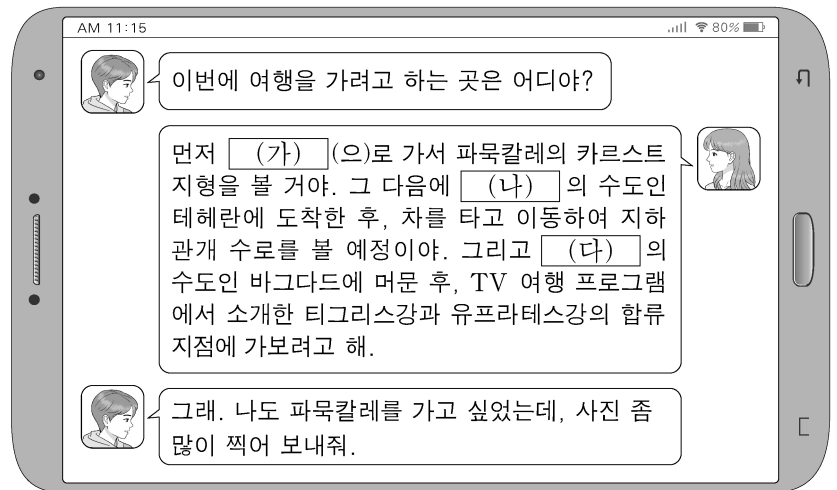 AM 11:15
80%
이번에 여행을 가려고 하는 곳은 어디야?
먼저 (가) (으)로 가서 파묵칼레의 카르스트
지형을 볼 거야. 그 다음에 (나) 의 수도인
테헤란에 도착한 후, 차를 타고 이동하여 지하
관개 수로를 볼 예정이야. 그리고 (다) 의
수도인 바그다드에 머문 후, TV 여행 프로그램
에서 소개한 티그리스강과 유프라테스강의 합류
지점에 가보려고 해.
그래. 나도 파묵칼레를 가고 싶었는데, 사진 좀
많이 찍어 보내줘.